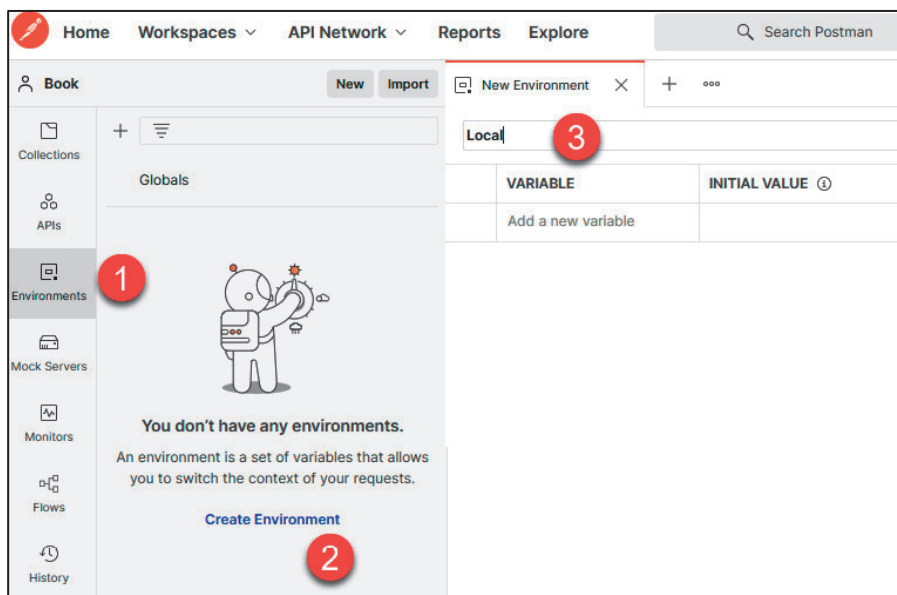 Home Workspaces API Network Reports Explore Search Postman
Book New Import
New Environment
Collections
APIs
Environments
Mock Servers
Monitors
Flows
History
Globals
1
You don't have any environments.
An environment is a set of variables that allows
you to switch the context of your requests.
Create Environment
2
Local
3
VARIABLE INITIAL VALUE
Add a new variable